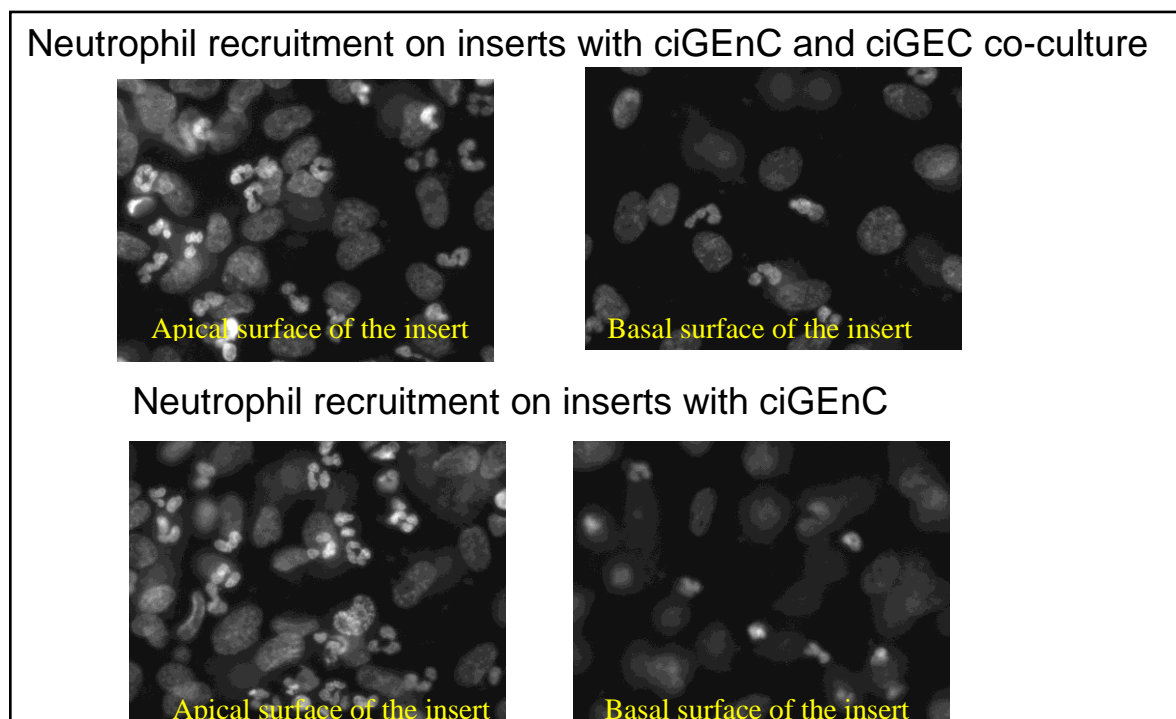 Neutrophil recruitment on inserts with ciGEnC and ciGEC co-culture
Apical surface of the insert
Basal surface of the insert
Neutrophil recruitment on inserts with ciGEnC
Apical surface of the insert
Basal surface of the insert